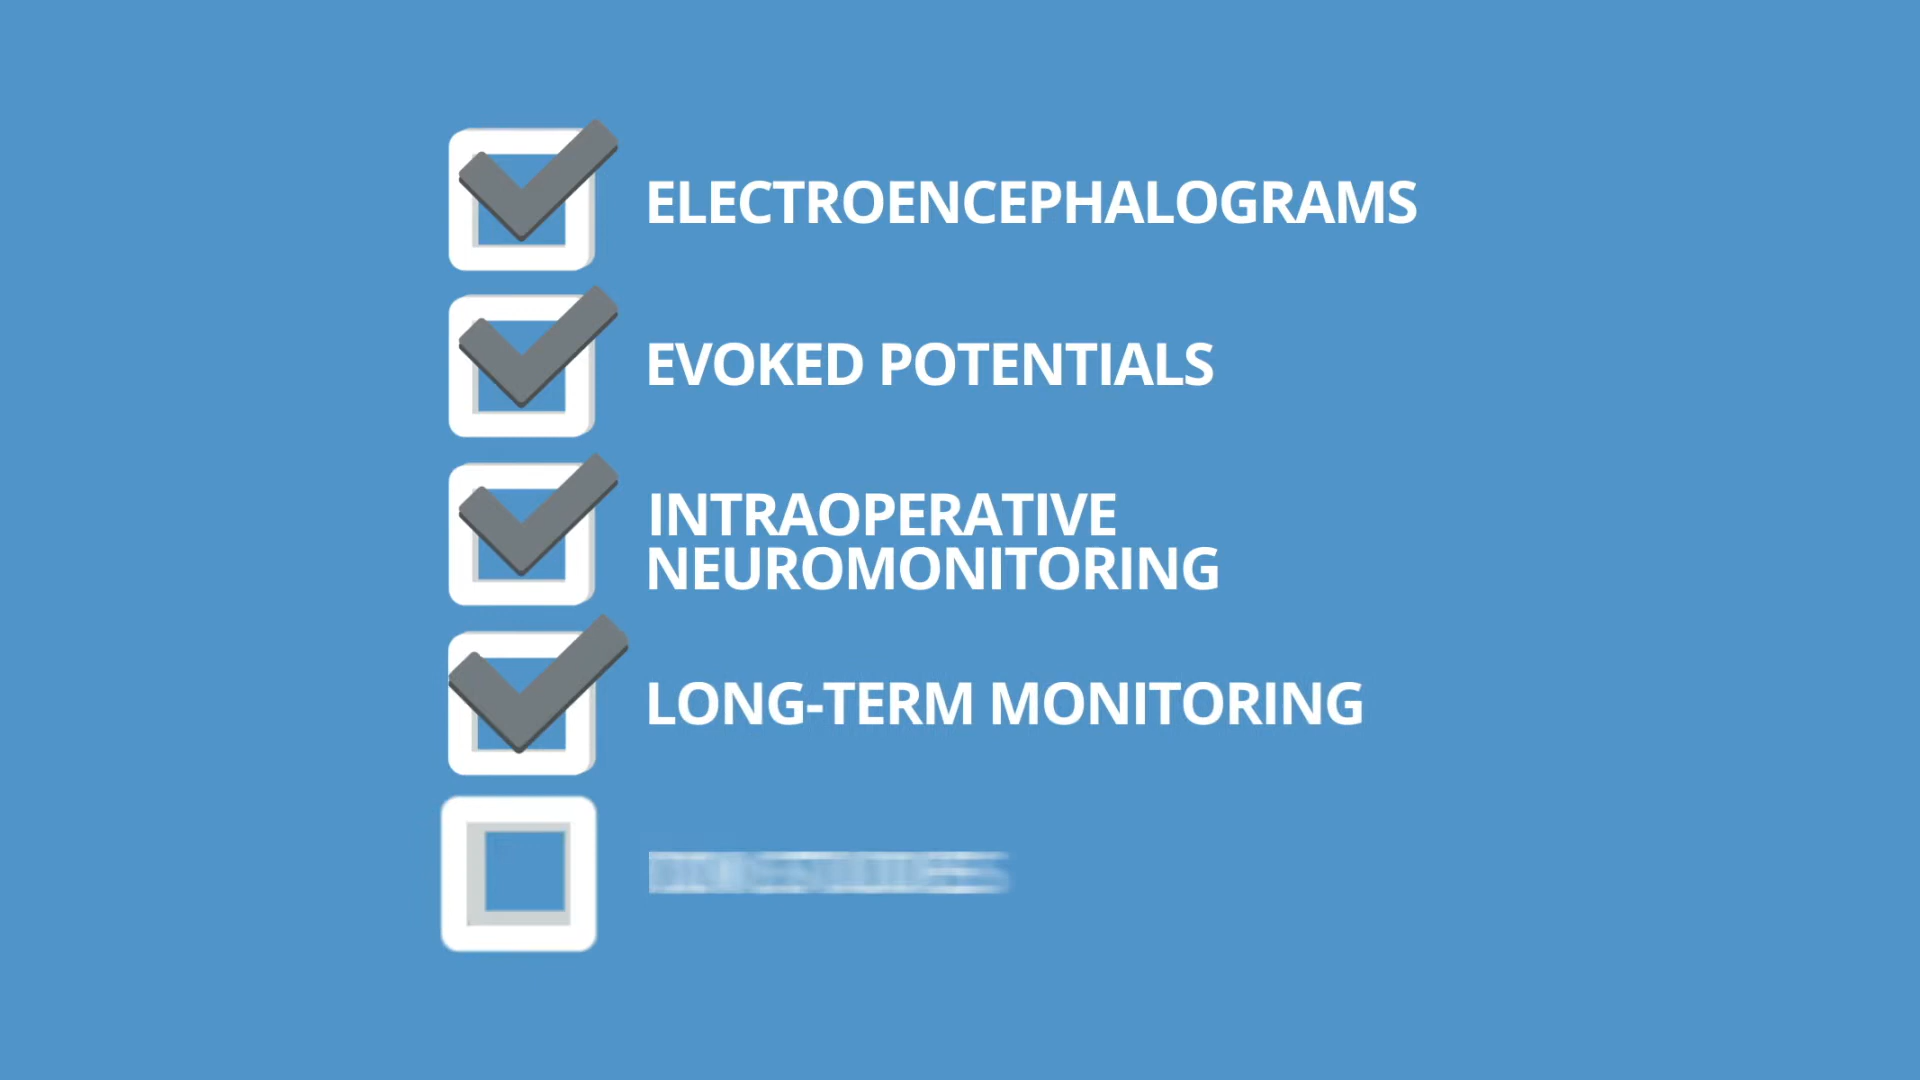 ELECTROENCEPHALOGRAMS
EVOKED POTENTIALS
INTRAOPERATIVE
NEUROMONITORING
LONG-TERM MONITORING